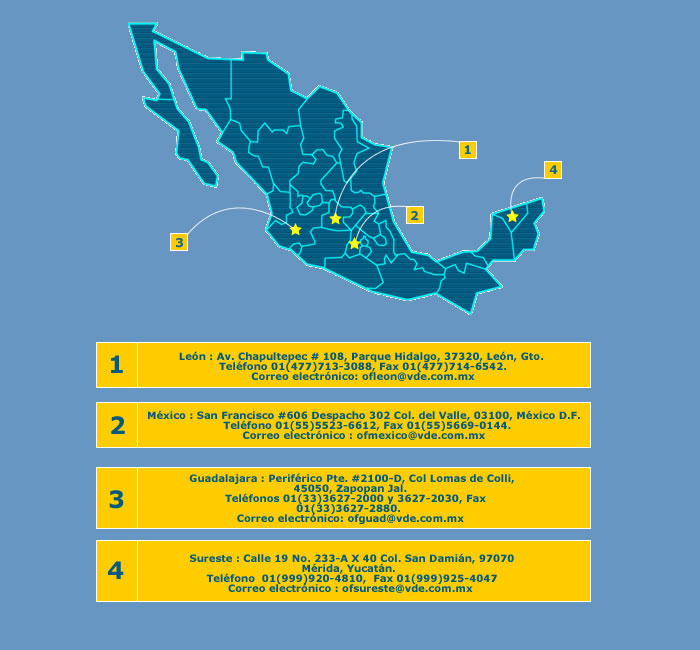 1
4
2
3
1
León : Av. Chapultepec # 108, Parque Hidalgo, 37320, León, Gto.
Teléfono 01(477)713-3088, Fax 01(477)714-6542.
Correo electrónico: ofleon@vde.com.mx
2
México : San Francisco #606 Despacho 302 Col. del Valle, 03100, México D.F.
Teléfono 01(55)5523-6612, Fax 01(55)5669-0144.
Correo electrónico : ofmexico@vde.com.mx
3
Guadalajara : Periférico Pte. #2100-D, Col Lomas de Colli,
45050, Zapopan Jal.
Teléfonos 01(33)3627-2000 y 3627-2030, Fax
01(33)3627-2880.
Correo electrónico: ofguad@vde.com.mx
4
Sureste : Calle 19 No. 233-A X 40 Col. San Damián, 97070
Mérida, Yucatán.
Teléfono  01(999)920-4810,  Fax 01(999)925-4047
Correo electrónico : ofsureste@vde.com.mx